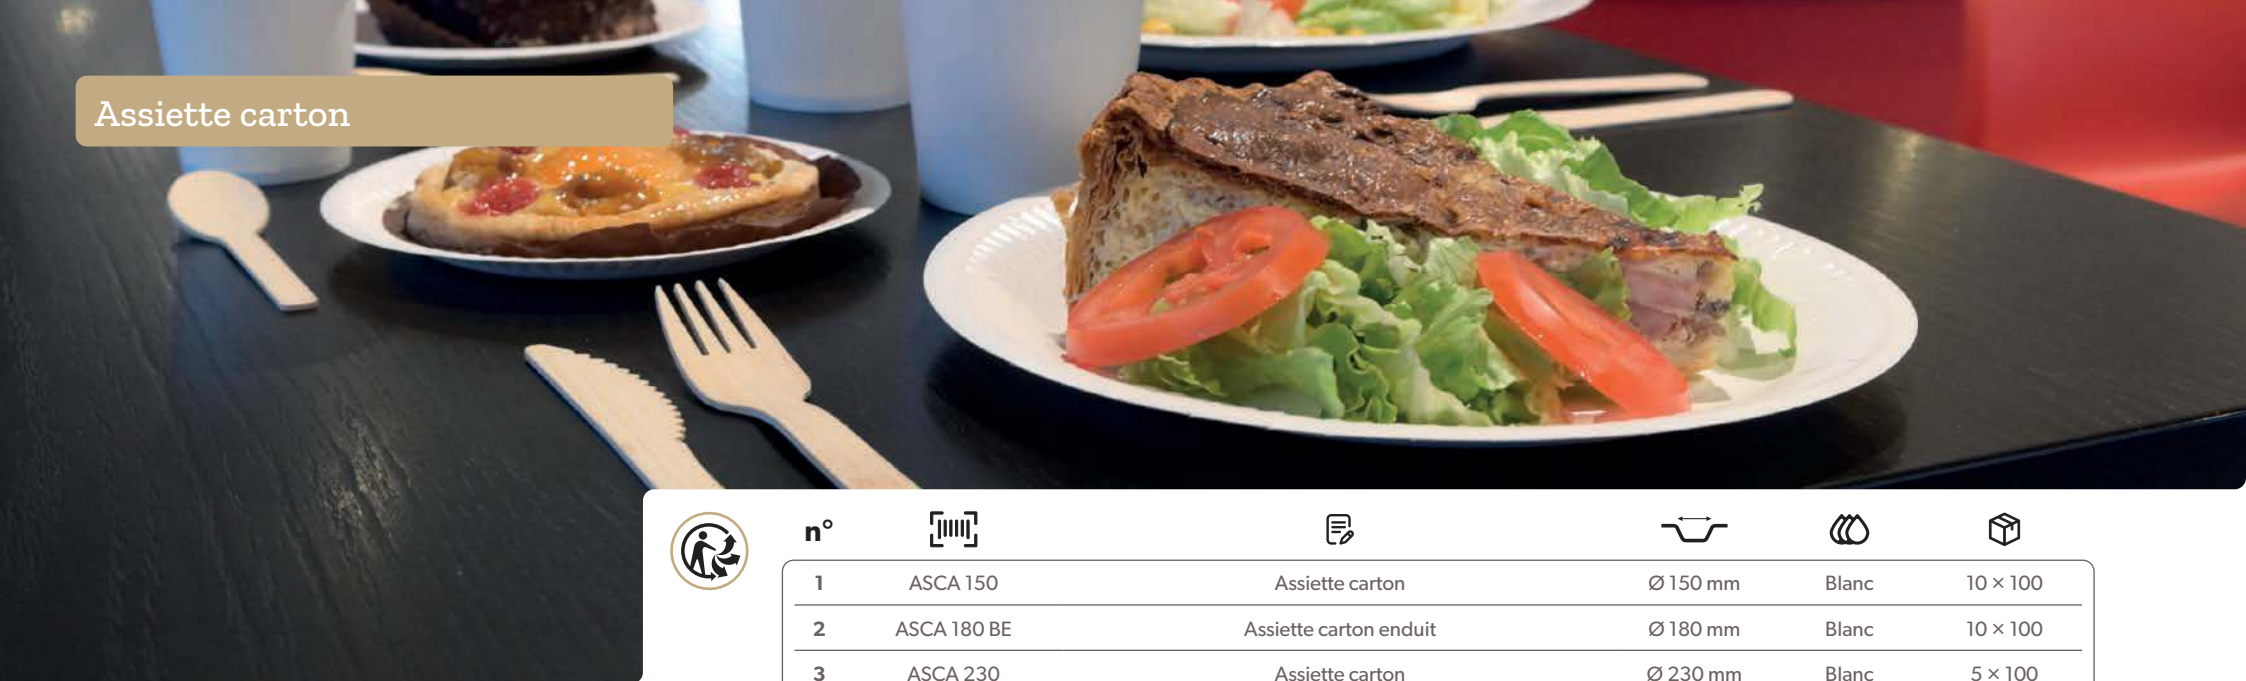 Assiette carton
n°
1 ASCA 150 Assiette carton Ø 150 mm Blanc 10 × 100
2 ASCA 180 BE Assiette carton enduit Ø 180 mm Blanc 10 × 100
3 ASCA 230 Assiette carton Ø 230 mm Blanc 5 × 100